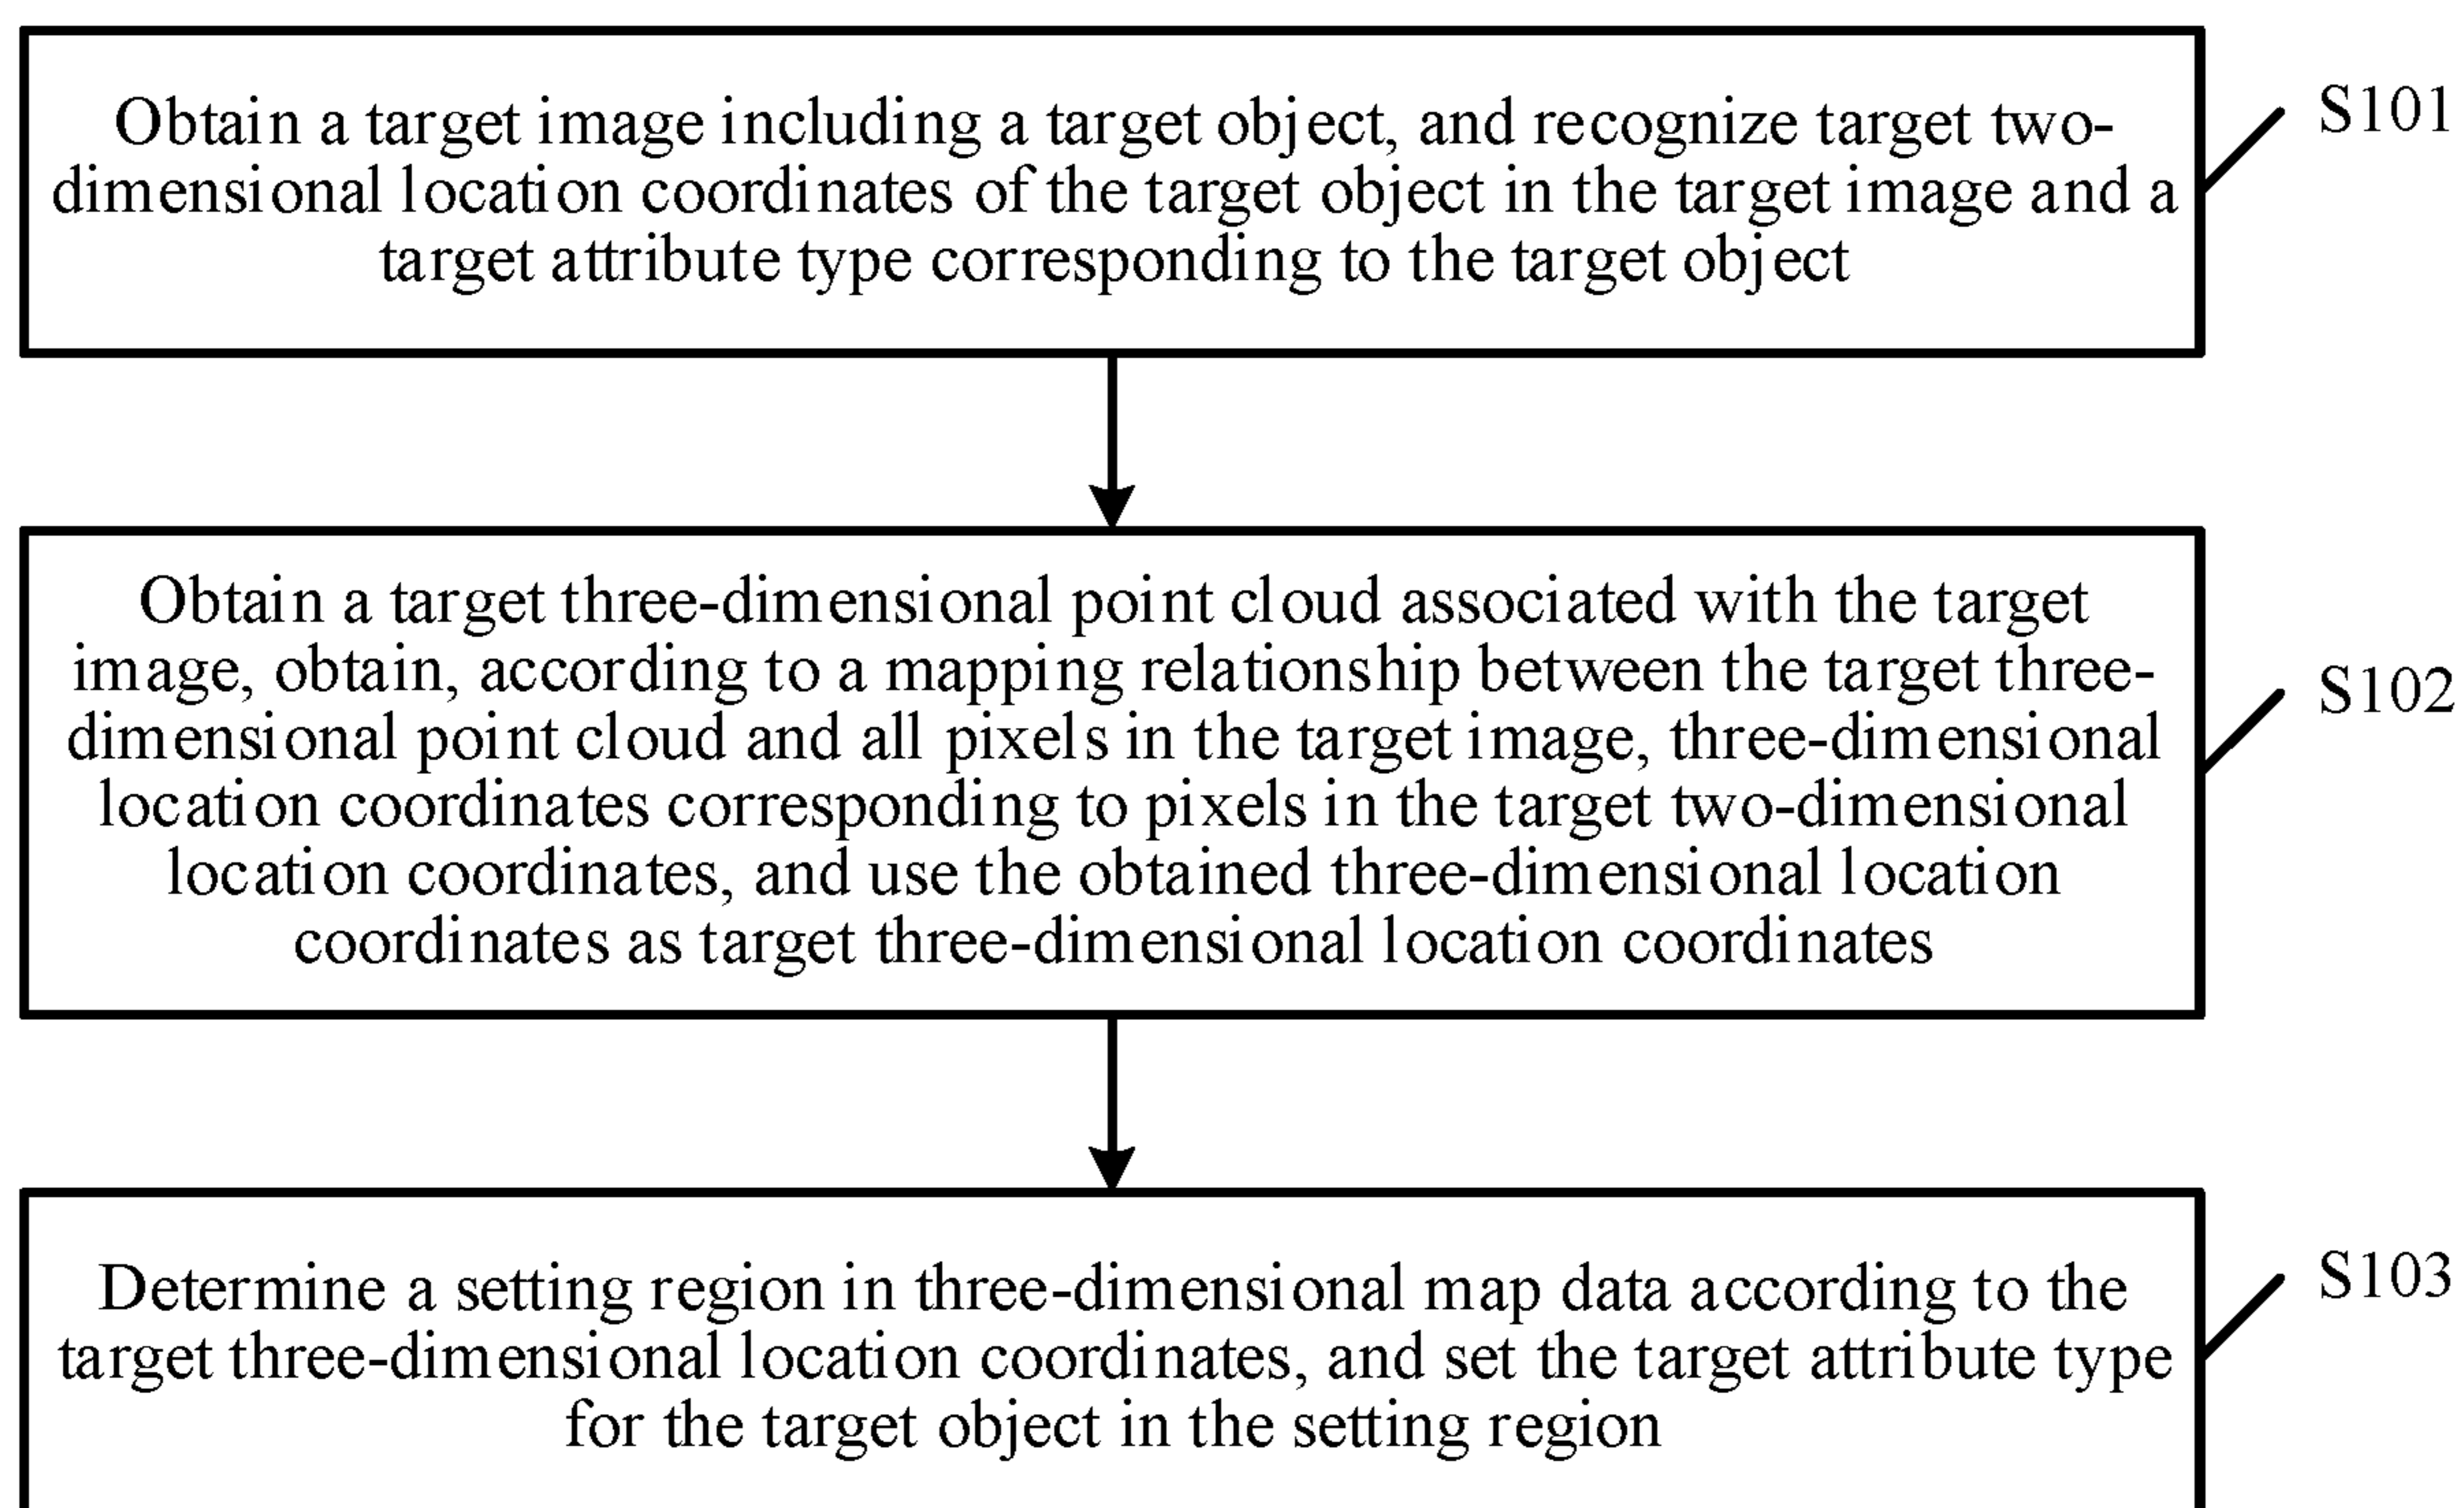 Obtain a target image including a target object, and recognize target two-
dimensional location coordinates of the target object in the target image and a
target attribute type corresponding to the target object
S101
Obtain a target three-dimensional point cloud associated with the target
image, obtain, according to a mapping relationship between the target three-
dimensional point cloud and all pixels in the target image, three-dimensional
location coordinates corresponding to pixels in the target two-dimensional
location coordinates, and use the obtained three-dimensional location
coordinates as target three-dimensional location coordinates
S102
Determine a setting region in three-dimensional map data according to the
target three-dimensional location coordinates, and set the target attribute type
for the target object in the setting region
S103